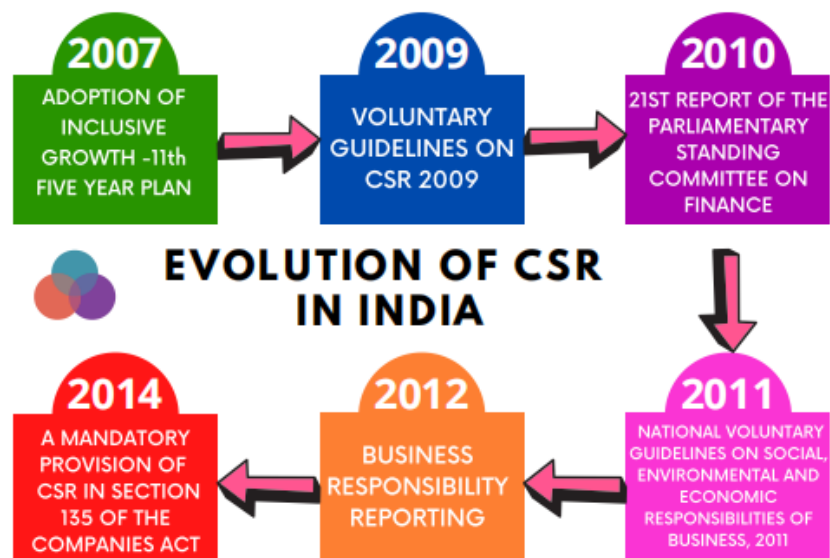 2007
ADOPTION OF
INCLUSIVE
GROWTH -11th
FIVE YEAR PLAN
2009
VOLUNTARY
GUIDELINES ON
CSR 2009
2010
21ST REPORT OF THE
PARLIAMENTARY
STANDING
COMMITTEE ON
FINANCE
EVOLUTION OF CSR
IN INDIA
2011
NATIONAL VOLUNTARY
GUIDELINES ON SOCIAL,
ENVIRONMENTAL AND
ECONOMIC
RESPONSIBILITIES OF
BUSINESS, 2011
2012
BUSINESS
RESPONSIBILITY
REPORTING
2014
A MANDATORY
PROVISION OF
CSR IN SECTION
135 OF THE
COMPANIES ACT